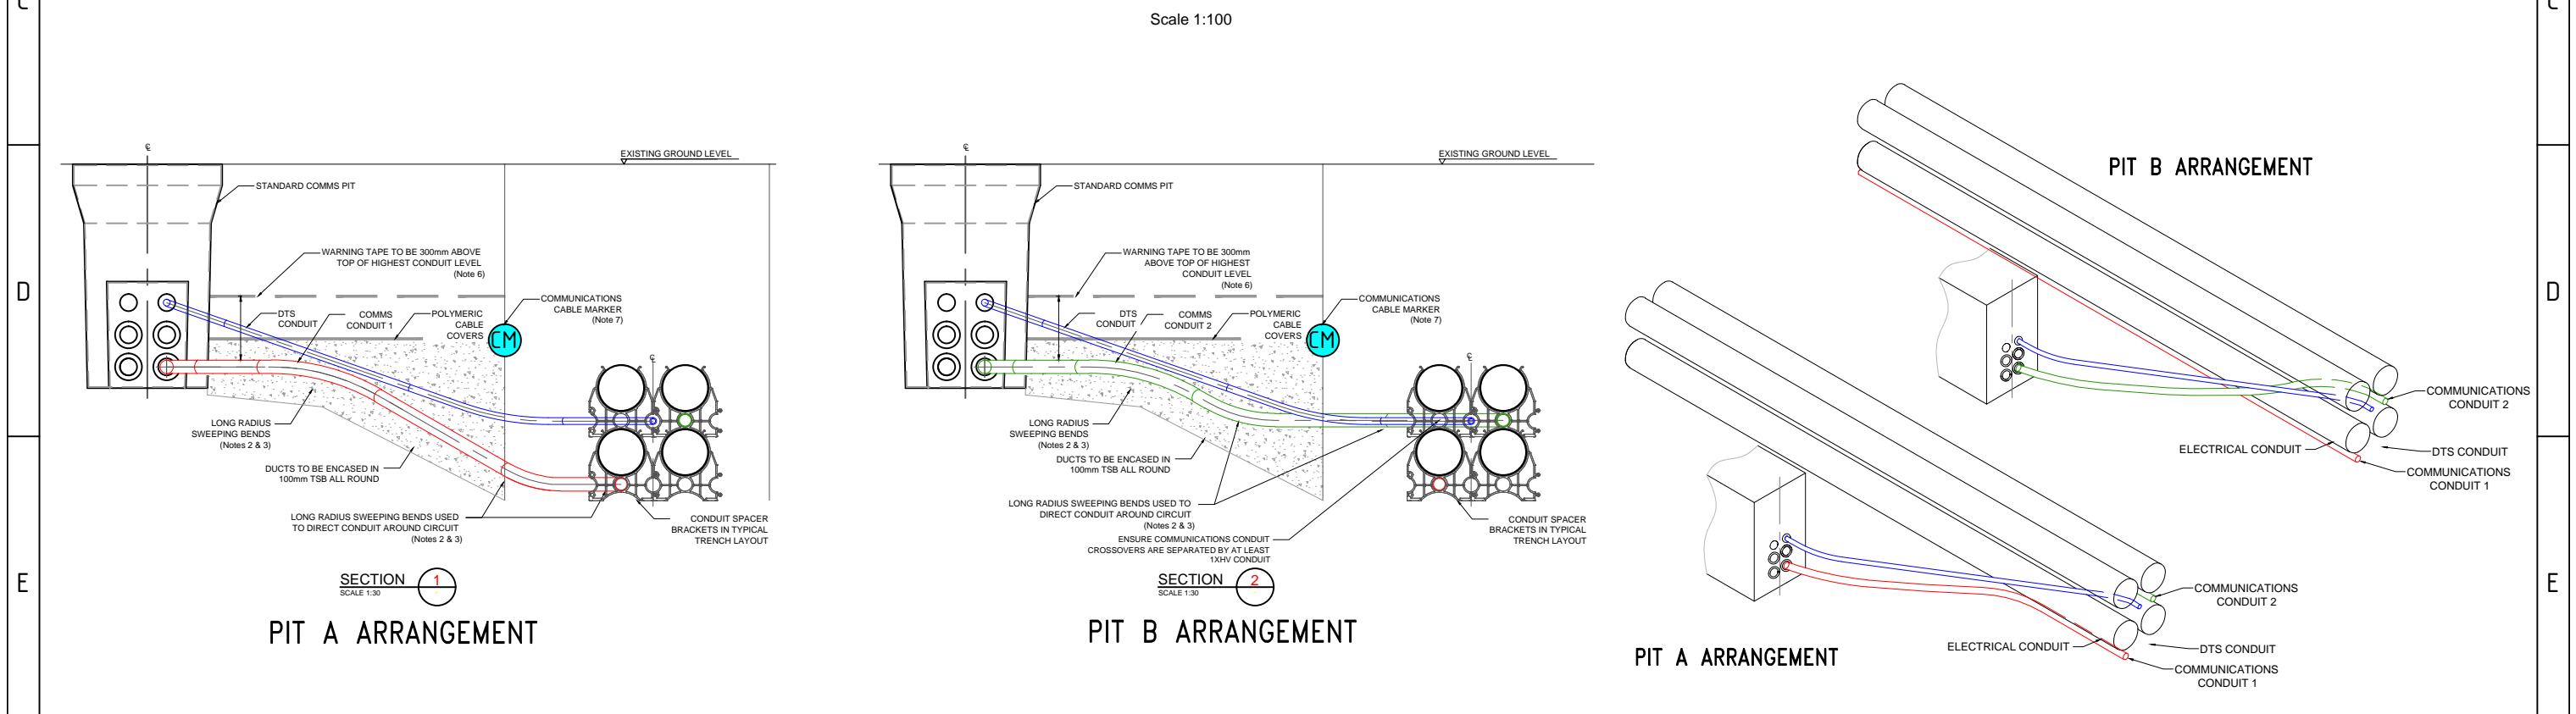 Scale 1:100
C
C
D
D
E
E
℄
EXISTING GROUND LEVEL
STANDARD COMMS PIT
WARNING TAPE TO BE 300mm ABOVE
TOP OF HIGHEST CONDUIT LEVEL
(Note 6)
COMMUNICATIONS
CABLE MARKER
(Note 7)
DTS
CONDUIT
COMMS
CONDUIT 1
POLYMERIC
CABLE
COVERS
CM
℄
LONG RADIUS
SWEEPING BENDS
(Notes 2 & 3)
DUCTS TO BE ENCASED IN
100mm TSB ALL ROUND
LONG RADIUS SWEEPING BENDS USED
TO DIRECT CONDUIT AROUND CIRCUIT
(Notes 2 & 3)
CONDUIT SPACER
BRACKETS IN TYPICAL
TRENCH LAYOUT
SECTION 1
SCALE 1:30
-
PIT A ARRANGEMENT
℄
EXISTING GROUND LEVEL
STANDARD COMMS PIT
WARNING TAPE TO BE 300mm
ABOVE TOP OF HIGHEST
CONDUIT LEVEL
(Note 6)
COMMUNICATIONS
CABLE MARKER
(Note 7)
DTS
CONDUIT
COMMS
CONDUIT 2
POLYMERIC
CABLE
COVERS
CM
℄
LONG RADIUS
SWEEPING BENDS
(Notes 2 & 3)
DUCTS TO BE ENCASED IN
100mm TSB ALL ROUND
LONG RADIUS SWEEPING BENDS USED TO
DIRECT CONDUIT AROUND CIRCUIT
(Notes 2 & 3)
ENSURE COMMUNICATIONS CONDUIT
CROSSOVERS ARE SEPARATED BY AT LEAST
1XHV CONDUIT
CONDUIT SPACER
BRACKETS IN TYPICAL
TRENCH LAYOUT
SECTION 2
SCALE 1:30
-
PIT B ARRANGEMENT
PIT B ARRANGEMENT
COMMUNICATIONS
CONDUIT 2
ELECTRICAL CONDUIT
DTS CONDUIT
COMMUNICATIONS
CONDUIT 1
PIT A ARRANGEMENT
COMMUNICATIONS
CONDUIT 2
ELECTRICAL CONDUIT
DTS CONDUIT
COMMUNICATIONS
CONDUIT 1